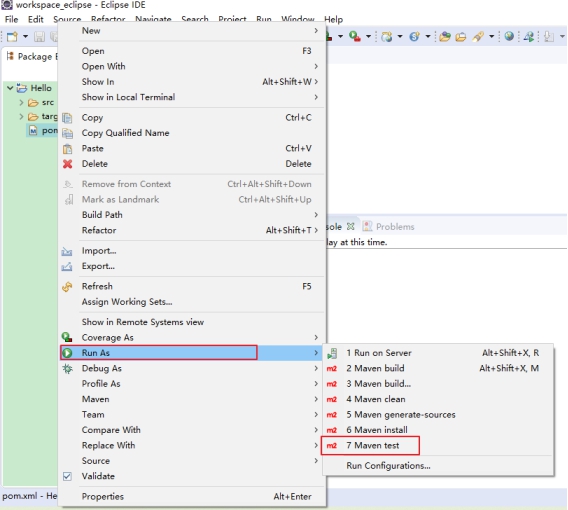 workspace_eclipse - Eclipse IDE
File Edit Source Refactor Navigate Search Project Run Window Help
Package
Hello
src
New
Open F3
Open With
Show In Alt+Shift+W
Show in Local Terminal
Copy Ctrl+C
Copy Qualified Name
Paste Ctrl+V
Delete Delete
Remove from Context Ctrl+Alt+Shift+Down
Mark as Landmark Ctrl+Alt+Shift+Up
Build Path
Refactor Alt+Shift+T
Import...
Export...
Refresh F5
Assign Working Sets...
Show in Remote Systems view
Coverage As
Run As
Debug As
Profile As
Maven
Team
Compare With
Replace With
Source
Validate
Properties Alt+Enter
sole Problems
lay at this time.
1 Run on Server Alt+Shift+X, R
m2 2 Maven build Alt+Shift+X, M
m2 3 Maven build...
m2 4 Maven clean
m2 5 Maven generate-sources
m2 6 Maven install
m2 7 Maven test
Run Configurations...
pom.xml - He